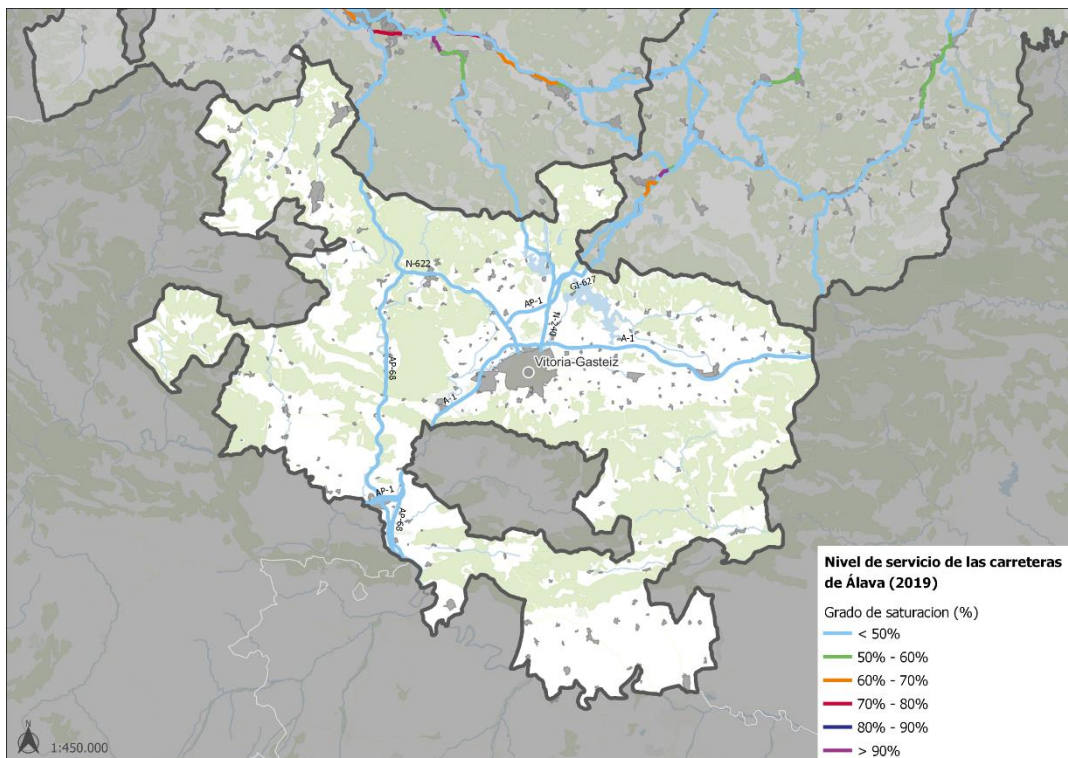 N-622
AP-1
GI-627
N-240
A-1
Vitoria-Gasteiz
AP-68
A-1
AP-1
AP-68
Nivel de servicio de las carreteras
de Álava (2019)
Grado de saturacion (%)
< 50%
50% - 60%
60% - 70%
70% - 80%
80% - 90%
> 90%
N
1:450.000